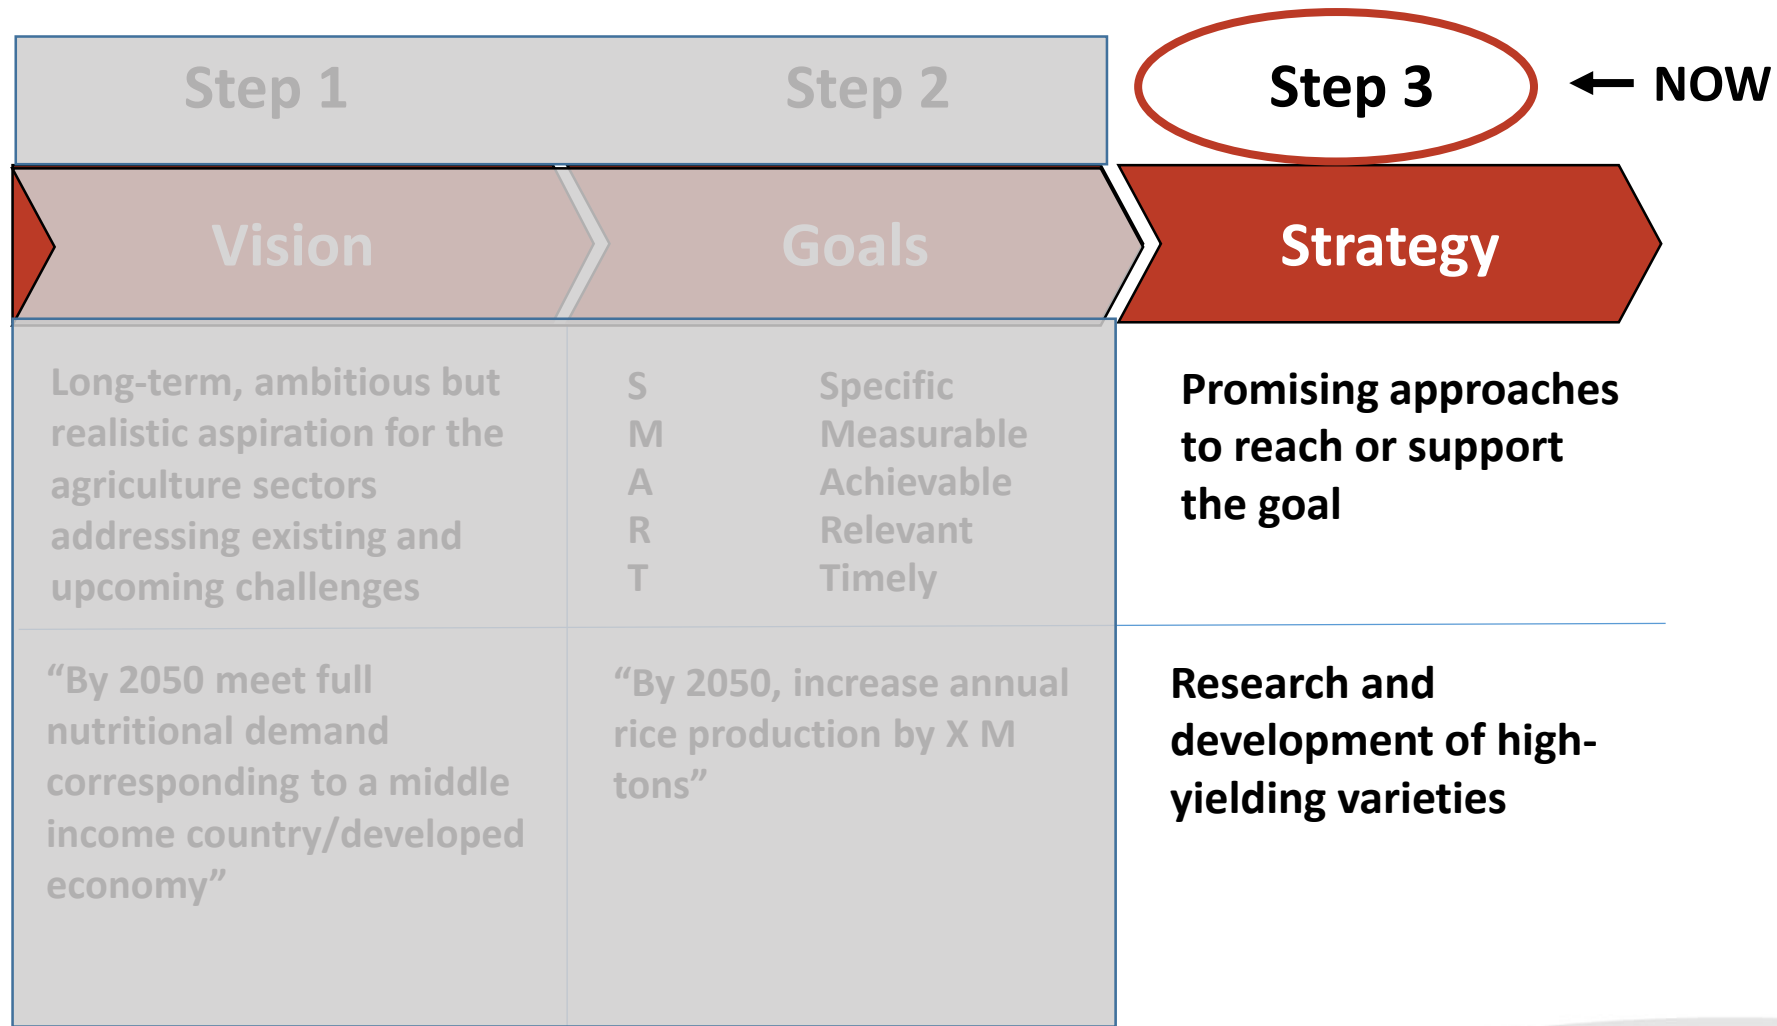 Step 1
Step 2
Step 3
NOW
Vision
Goals
Strategy
Long-term, ambitious but
realistic aspiration for the
agriculture sectors
addressing existing and
upcoming challenges
S Specific
M Measurable
A Achievable
R Relevant
T Timely
Promising approaches
to reach or support
the goal
“By 2050 meet full
nutritional demand
corresponding to a middle
income country/developed
economy”
“By 2050, increase annual
rice production by X M
tons”
Research and
development of high-
yielding varieties